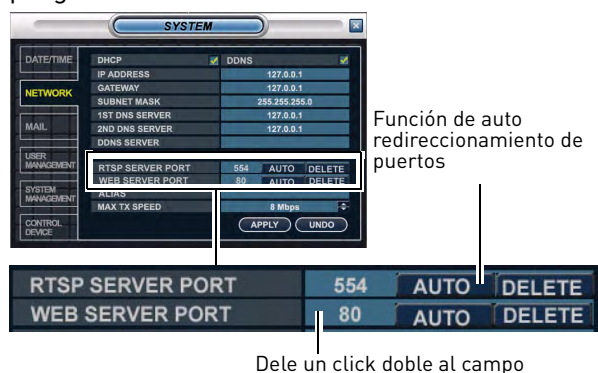 SYSTEM
DATE/TIME
NETWORK
MAIL
USER
MANAGEMENT
SYSTEM
MANAGEMENT
CONTROL
DEVICE
DHCP DDNS
IP ADDRESS 127.0.0.1
GATEWAY 127.0.0.1
SUBNET MASK 255.255.255.0
1ST DNS SERVER 127.0.0.1
2ND DNS SERVER 127.0.0.1
DDNS SERVER
RTSP SERVER PORT 554 AUTO DELETE
WEB SERVER PORT 80 AUTO DELETE
ALIAS
MAX TX SPEED 8 Mbps
APPLY UNDO
Función de auto
redireccionamiento de
puertos
RTSP SERVER PORT 554 AUTO DELETE
WEB SERVER PORT 80 AUTO DELETE
Dele un click doble al campo